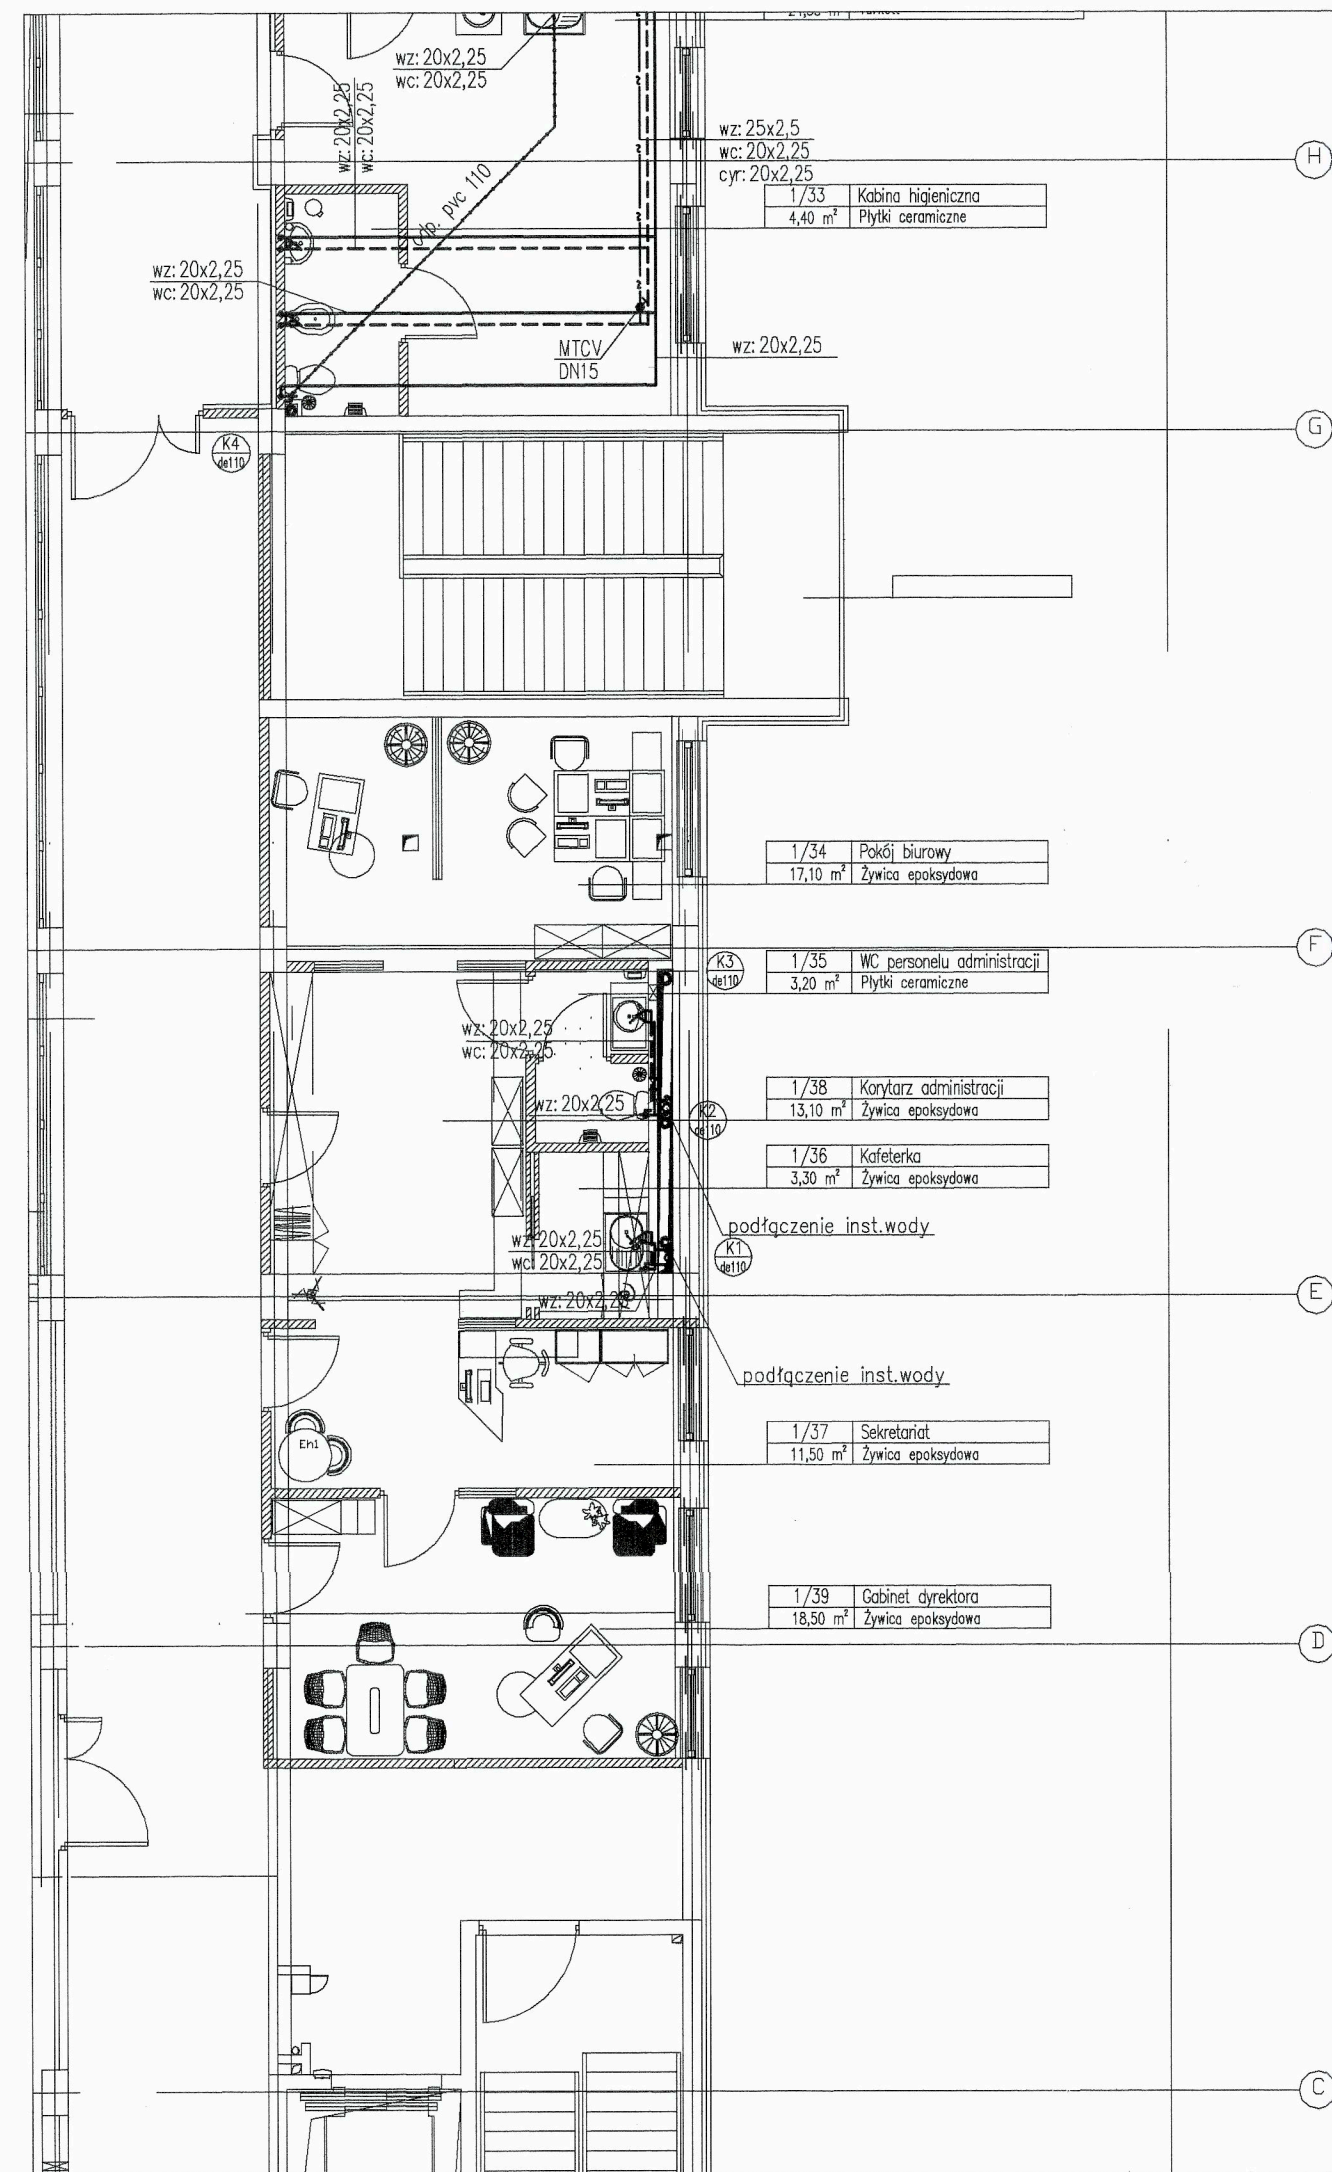 wz: 20x2,25
wc: 20x2,25
wz: 20x2,25
wc: 20x2,25
wz: 25x2,5
wc: 20x2,25
cyr: 20x2,25
H
1/33 Kabina higieniczna
4,40 m² Płytki ceramiczne
pvc 110
wz: 20x2,25
wc: 20x2,25
MTCV
DN15
wz: 20x2,25
G
K4
de110
1/34 Pokój biurowy
17,10 m² Żywica epoksydowa
F
K3
de110
1/35 WC personelu administracji
3,20 m² Płytki ceramiczne
wz: 20x2,25
wc: 20x2,25
1/38 Korytarz administracji
13,10 m² Żywica epoksydowa
wz: 20x2,25
K2
de110
1/36 Kafeterka
3,30 m² Żywica epoksydowa
podłączenie inst.wody
wz: 20x2,25
wc: 20x2,25
K1
de110
E
wz: 20x2,25
podłączenie inst.wody
1/37 Sekretariat
11,50 m² Żywica epoksydowa
Eh1
1/39 Gabinet dyrektora
18,50 m² Żywica epoksydowa
D
C